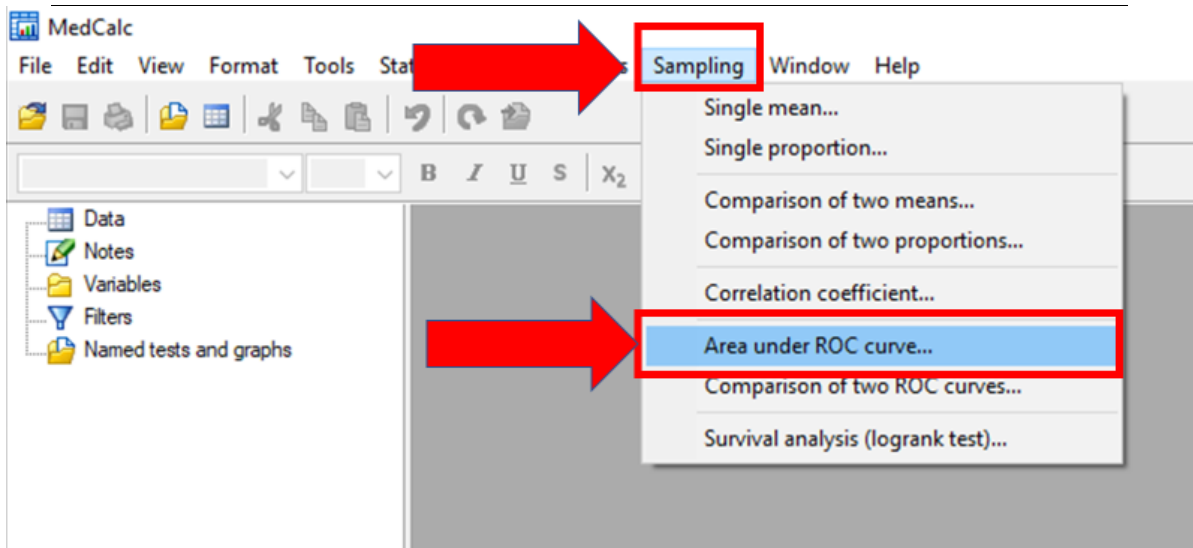 MedCalc
File Edit View Format Tools Stat s Sampling Window Help
B I U S X₂
Single mean...
Single proportion...
Comparison of two means...
Comparison of two proportions...
Correlation coefficient...
Area under ROC curve...
Comparison of two ROC curves...
Survival analysis (logrank test)...
Data
Notes
Variables
Filters
Named tests and graphs